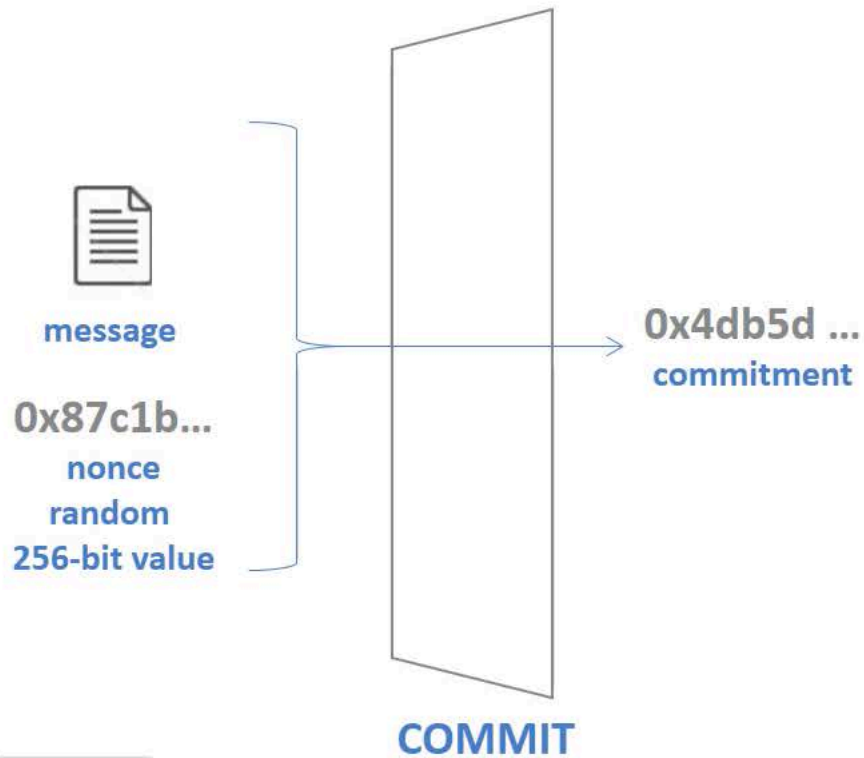 message
0x87c1b...
nonce
random
256-bit value
0x4db5d ...
commitment
COMMIT